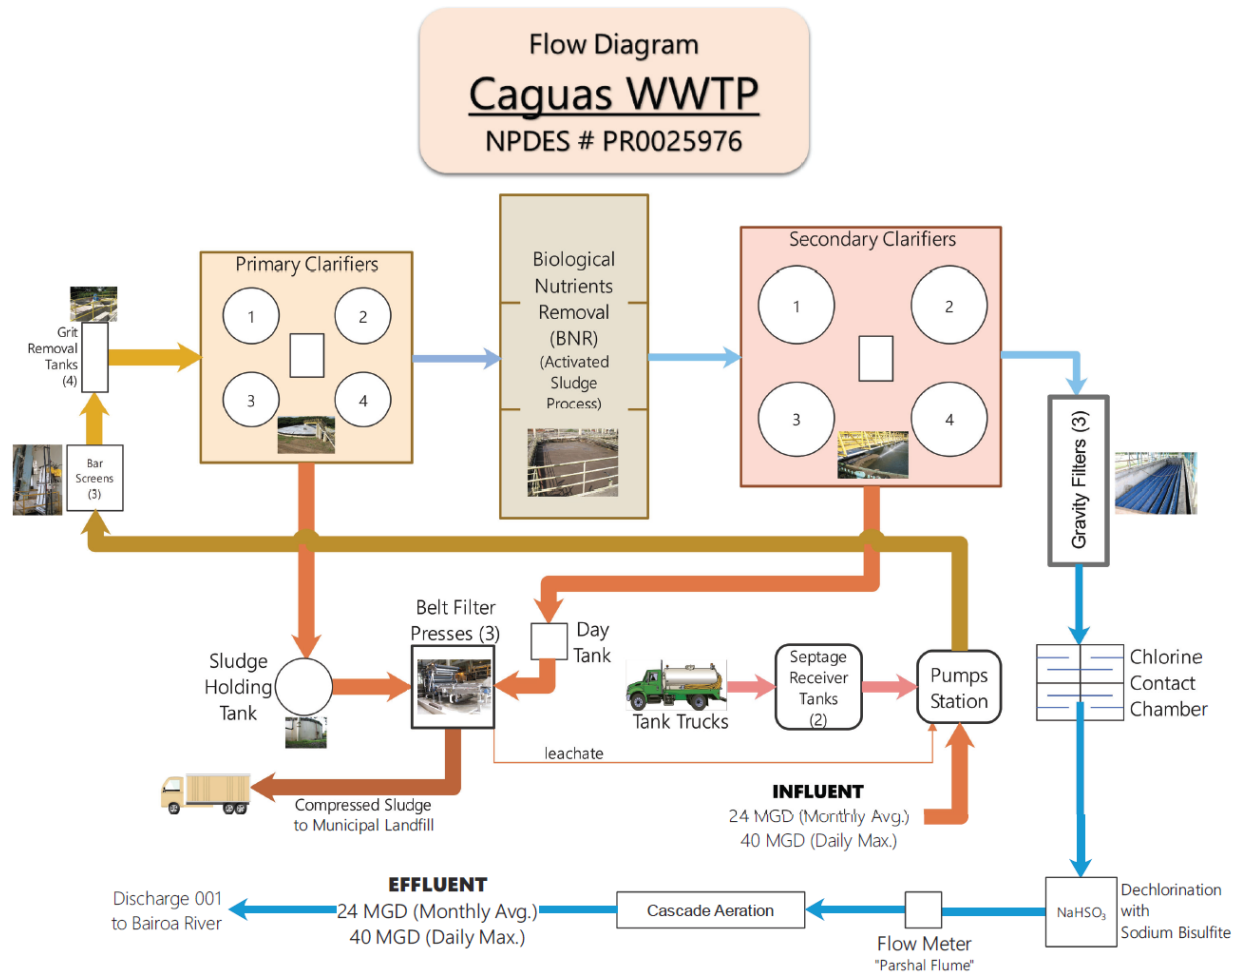 Flow Diagram
Caguas WWTP
NPDES # PR0025976
Primary Clarifiers
1
2
3
4
Biological
Nutrients
Removal
(BNR)
(Activated
Sludge
Process)
Secondary Clarifiers
1
2
3
4
Grit
Removal
Tanks
(4)
Bar
Screens
(3)
Gravity Filters (3)
Sludge
Holding
Tank
Belt Filter
Presses (3)
Day
Tank
Tank Trucks
Septage
Receiver
Tanks
(2)
Pumps
Station
Chlorine
Contact
Chamber
leachate
Compressed Sludge
to Municipal Landfill
INFLUENT
24 MGD (Monthly Avg.)
40 MGD (Daily Max.)
Discharge 001
to Bairoa River
EFFLUENT
24 MGD (Monthly Avg.)
40 MGD (Daily Max.)
Cascade Aeration
Flow Meter
"Parshal Flume"
NaHSO₃
Dechlorination
with
Sodium Bisulfite